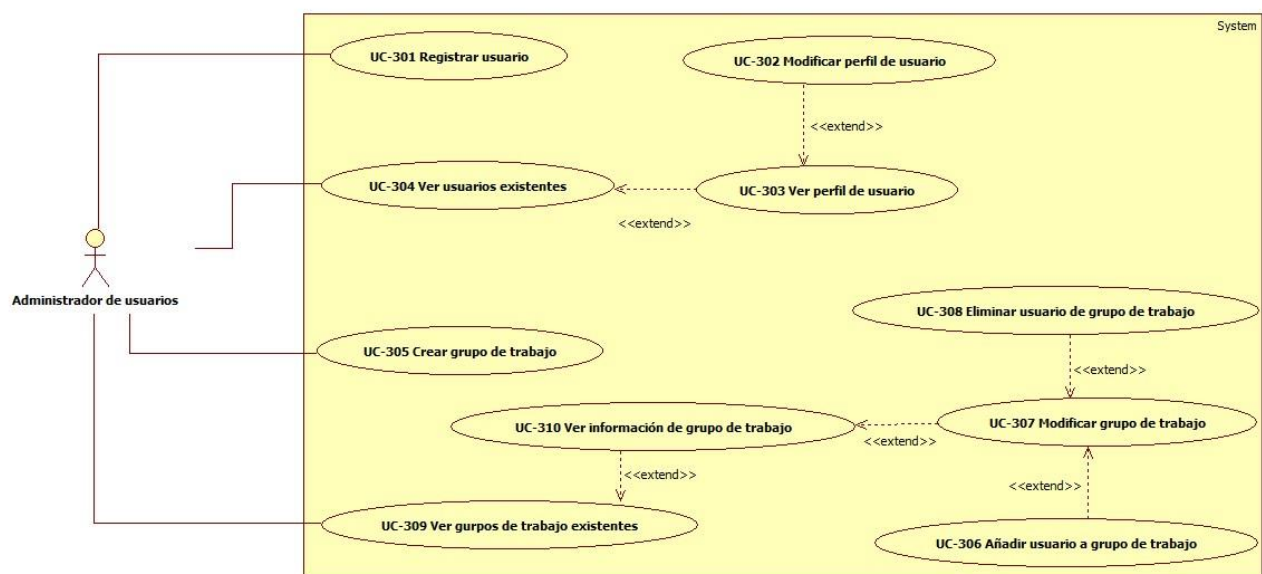 System
UC-301 Registrar usuario
UC-302 Modificar perfil de usuario
<<extend>>
UC-304 Ver usuarios existentes
UC-303 Ver perfil de usuario
<<extend>>
Administrador de usuarios
UC-308 Eliminar usuario de grupo de trabajo
UC-305 Crear grupo de trabajo
<<extend>>
UC-310 Ver información de grupo de trabajo
UC-307 Modificar grupo de trabajo
<<extend>>
<<extend>>
<<extend>>
UC-309 Ver gurpos de trabajo existentes
UC-306 Añadir usuario a grupo de trabajo